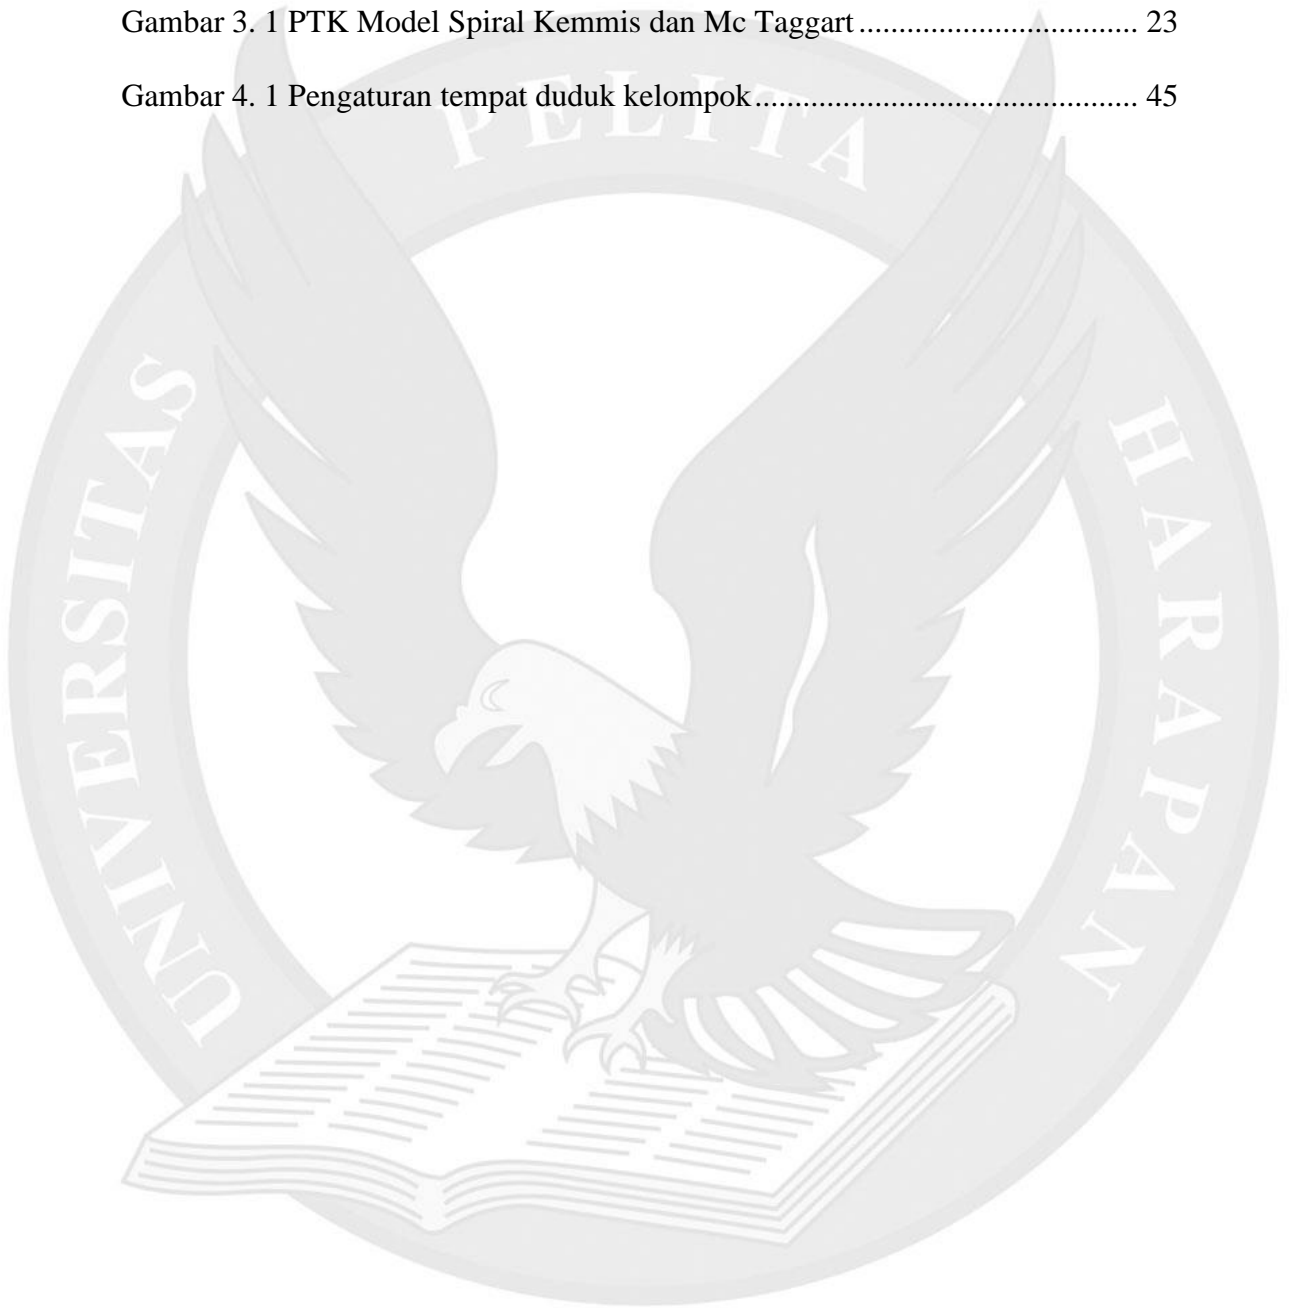 Gambar 3. 1 PTK Model Spiral Kemmis dan Mc Taggart ................................... 23
Gambar 4. 1 Pengaturan tempat duduk kelompok................................................ 45
UNIVERSITAS PELITA HARAPAN